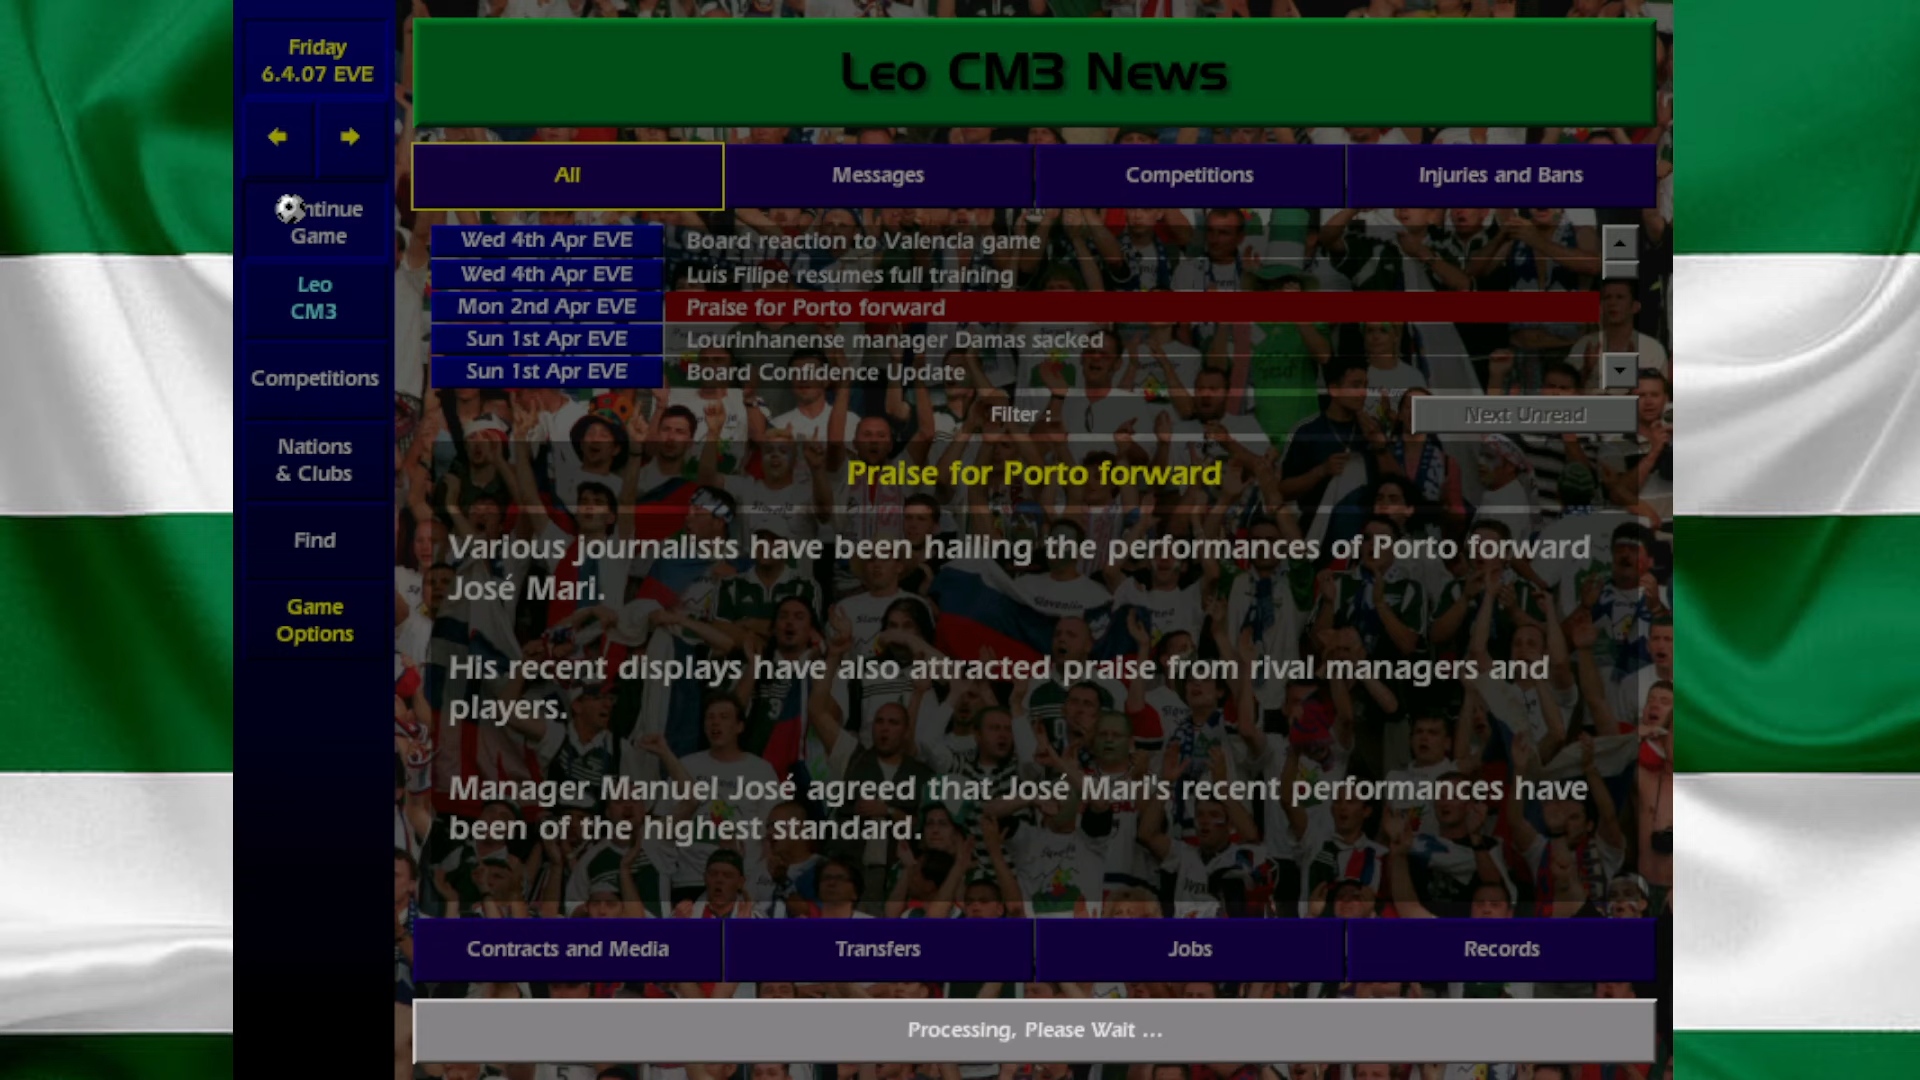 Friday
6.4.07 EVE
Continue
Game
Leo
CM3
Competitions
Nations
& Clubs
Find
Game
Options
Leo CM3 News
All
Messages
Competitions
Injuries and Bans
Wed 4th Apr EVE Board reaction to Valencia game
Wed 4th Apr EVE Luís Filipe resumes full training
Mon 2nd Apr EVE Praise for Porto forward
Sun 1st Apr EVE Lourinhanense manager Damas sacked
Sun 1st Apr EVE Board Confidence Update
Filter :
Next Unread
Praise for Porto forward
Various journalists have been hailing the performances of Porto forward
José Mari.
His recent displays have also attracted praise from rival managers and
players.
Manager Manuel José agreed that José Mari's recent performances have
been of the highest standard.
Contracts and Media
Transfers
Jobs
Records
Processing, Please Wait ...